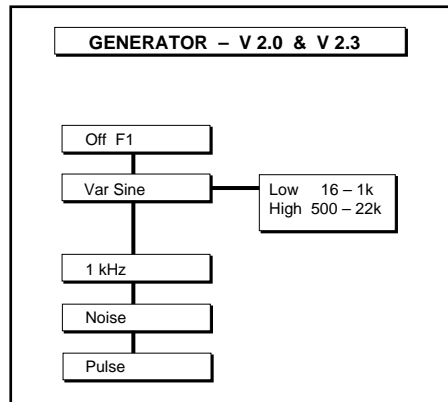 GENERATOR – V 2.0 & V 2.3
Off F1
Var Sine
Low 16 – 1k
High 500 – 22k
1 kHz
Noise
Pulse